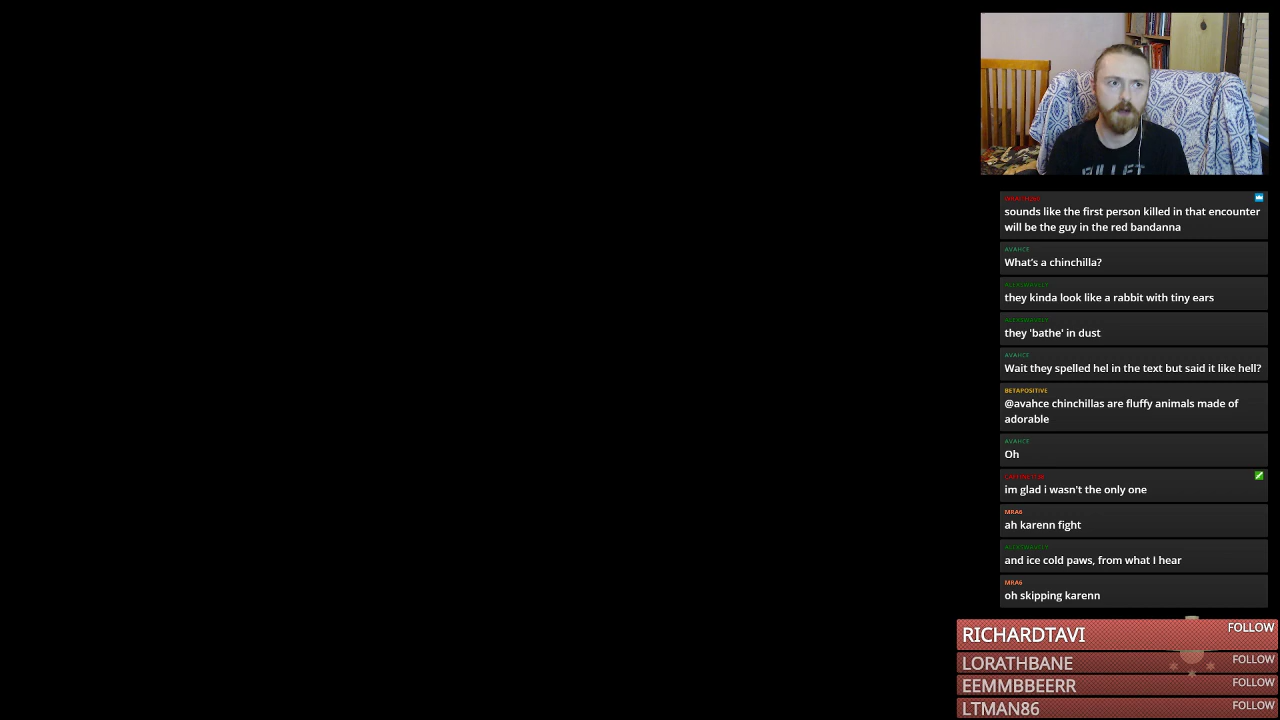 BILLET
sounds like the first person killed in that encounter
will be the guy in the red bandanna
AVAHCE
What's a chinchilla?
they kinda look like a rabbit with tiny ears
they 'bathe' in dust
AVAHCE
Wait they spelled hel in the text but said it like hell?
BETAPOSITIVE
@avahce chinchillas are fluffy animals made of
adorable
AVAHCE
Oh
im glad i wasn't the only one
MRA6
ah karenn fight
and ice cold paws, from what I hear
MRA6
oh skipping karenn
RICHARDTAVI FOLLOW
LORATHBANE FOLLOW
EEMMBBEERR FOLLOW
LTMAN86 FOLLOW